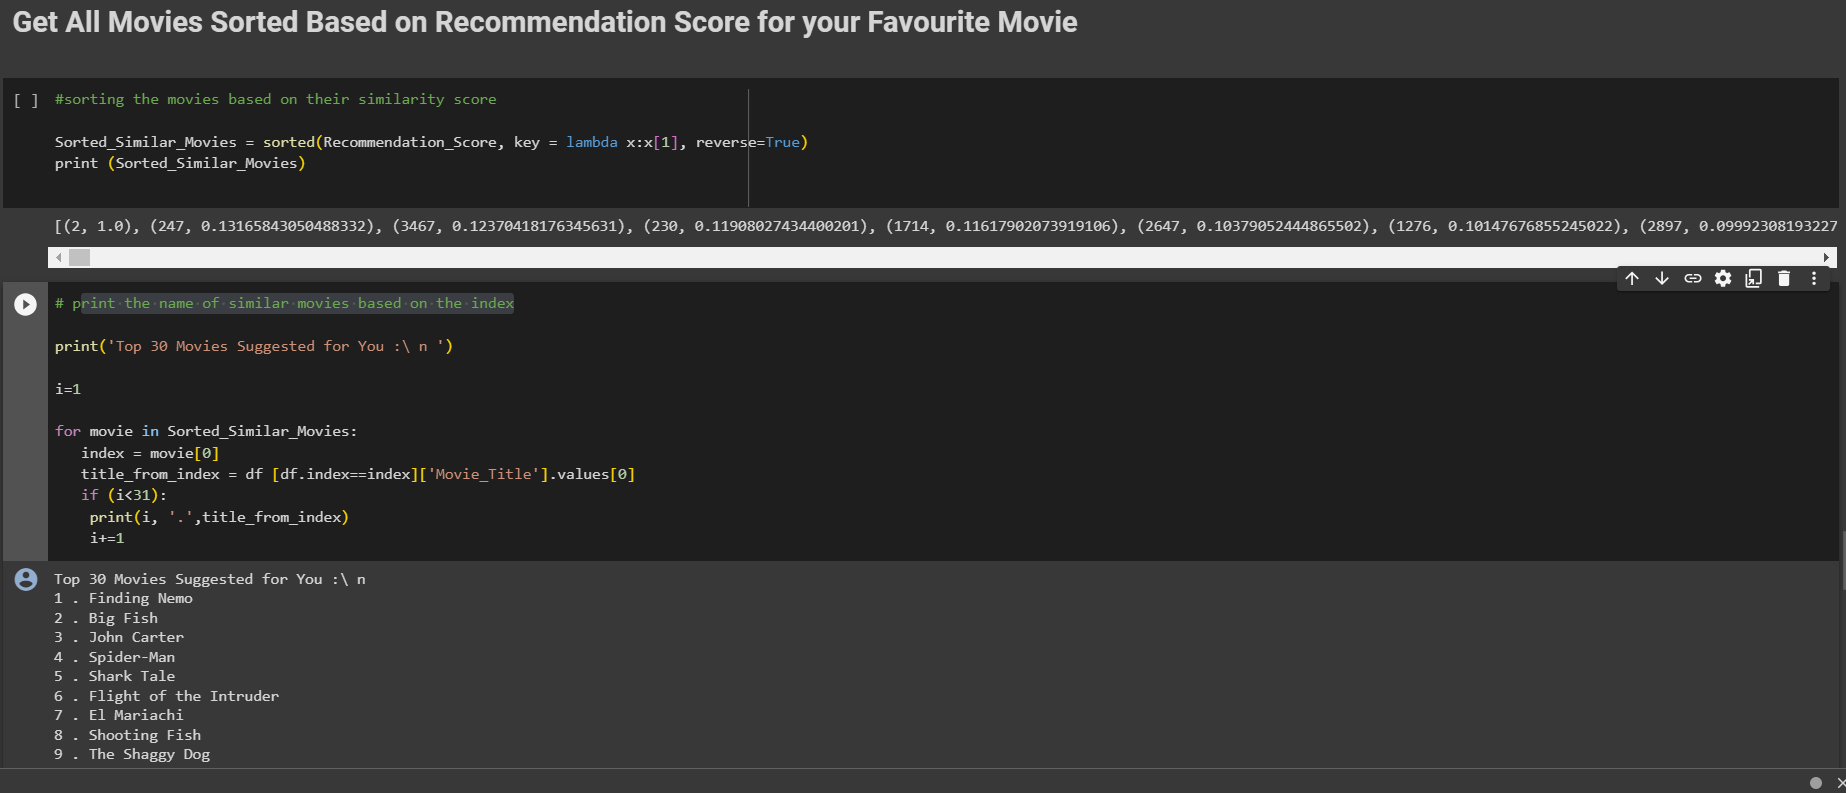 Get All Movies Sorted Based on Recommendation Score for your Favourite Movie
[ ] #sorting the movies based on their similarity score
Sorted_Similar_Movies = sorted(Recommendation_Score, key = lambda x:x[1], reverse=True)
print (Sorted_Similar_Movies)
[(2, 1.0), (247, 0.13165843050488332), (3467, 0.12370418176345631), (230, 0.11908027434400201), (1714, 0.11617902073919106), (2647, 0.10379052444865502), (1276, 0.10147676855245022), (2897, 0.09992308193227
# print the name of similar movies based on the index
print('Top 30 Movies Suggested for You :\ n ')
i=1
for movie in Sorted_Similar_Movies:
index = movie[0]
title_from_index = df [df.index==index]['Movie_Title'].values[0]
if (i<31):
print(i, '.',title_from_index)
i+=1
Top 30 Movies Suggested for You :\ n
1 . Finding Nemo
2 . Big Fish
3 . John Carter
4 . Spider-Man
5 . Shark Tale
6 . Flight of the Intruder
7 . El Mariachi
8 . Shooting Fish
9 . The Shaggy Dog